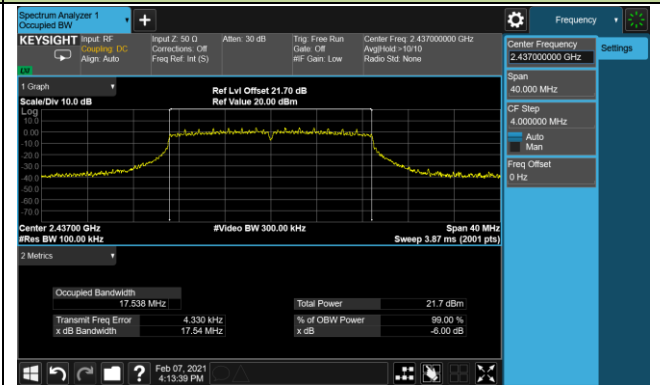 Spectrum Analyzer 1
Occupied BW
+
Frequency
KEYSIGHT
Input: RF
Coupling: DC
Align: Auto
Input Z: 50 Ω
Corrections: Off
Freq Ref: Int (S)
Atten: 30 dB
Trig: Free Run
Gate: Off
#IF Gain: Low
Center Freq: 2.437000000 GHz
Avg|Hold:>10/10
Radio Std: None
Center Frequency
2.437000000 GHz
Settings
Span
40.000 MHz
CF Step
4.000000 MHz
Auto
Man
Freq Offset
0 Hz
1 Graph
Scale/Div 10.0 dB
Ref Lvl Offset 21.70 dB
Ref Value 20.00 dBm
Log
10.0
0.00
-10.0
-20.0
-30.0
-40.0
-50.0
-60.0
-70.0
Center 2.43700 GHz
#Res BW 100.00 kHz
#Video BW 300.00 kHz
Span 40 MHz
Sweep 3.87 ms (2001 pts)
2 Metrics
Occupied Bandwidth
17.538 MHz
Total Power 21.7 dBm
Transmit Freq Error 4.330 kHz
% of OBW Power 99.00 %
x dB Bandwidth 17.54 MHz
x dB -6.00 dB
?
Feb 07, 2021
4:13:39 PM